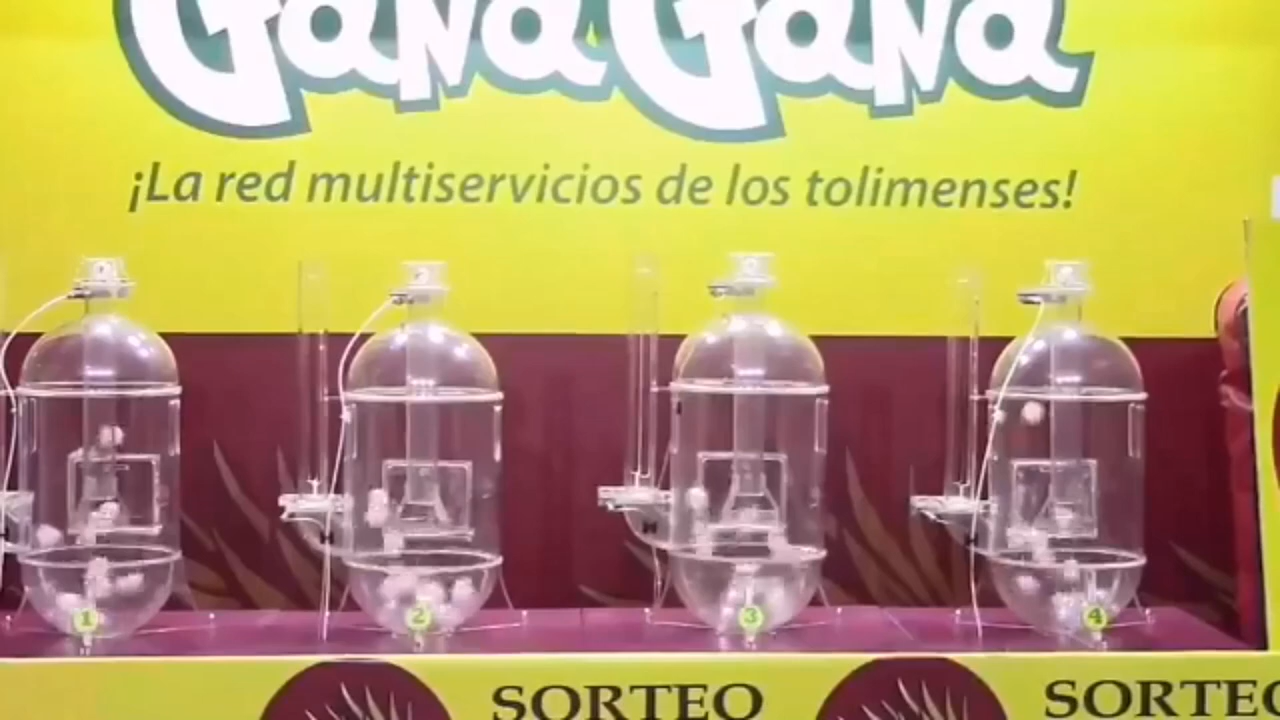 GANAGANA
¡La red multiservicios de los tolimenses!
1 2 3 4
SORTEO SORTEO